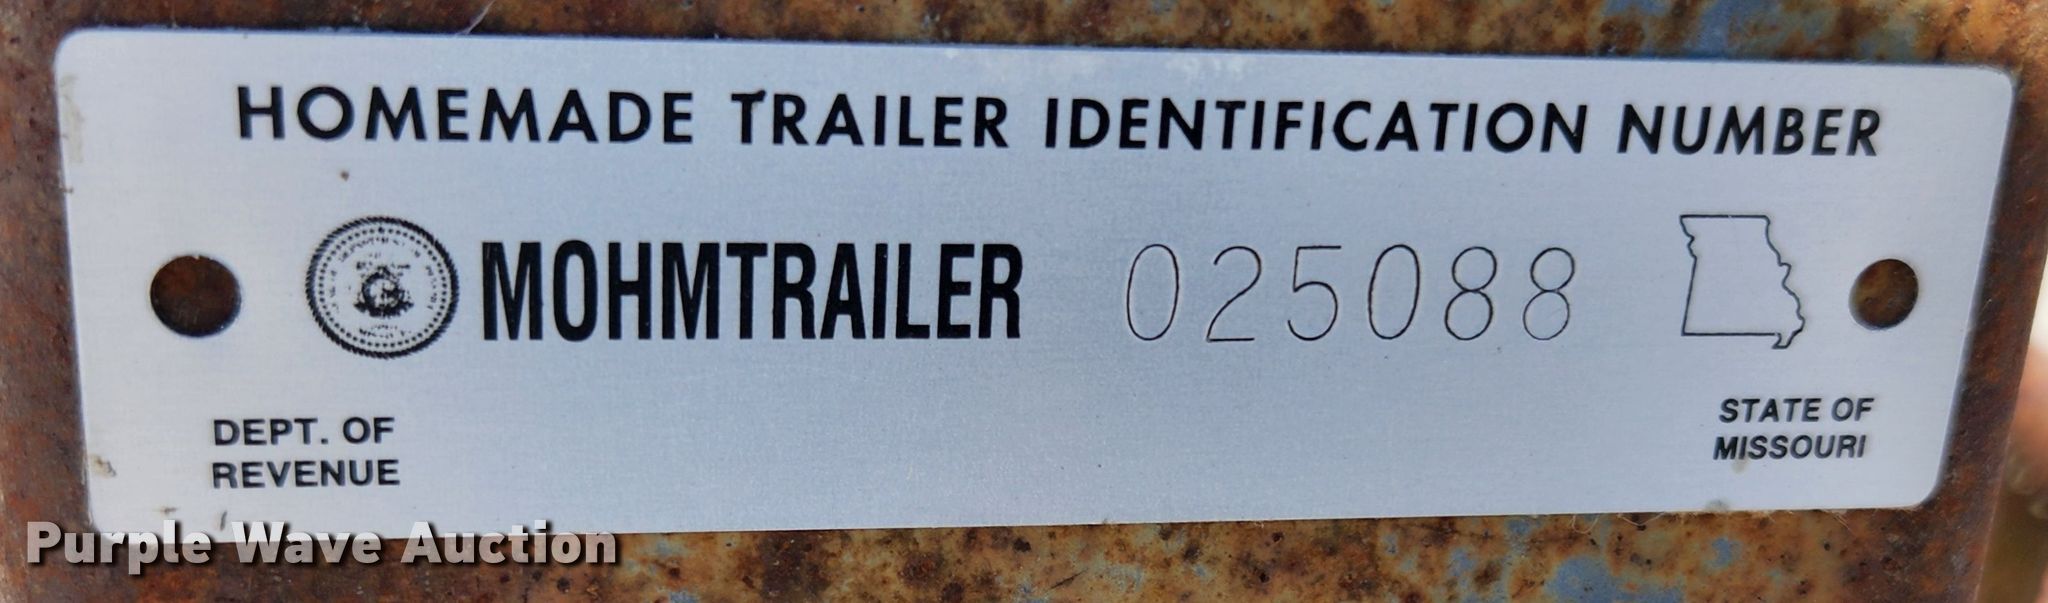 HOMEMADE TRAILER IDENTIFICATION NUMBER
MOHMTRAILER 025088
DEPT. OF
REVENUE
STATE OF
MISSOURI
Purple Wave Auction